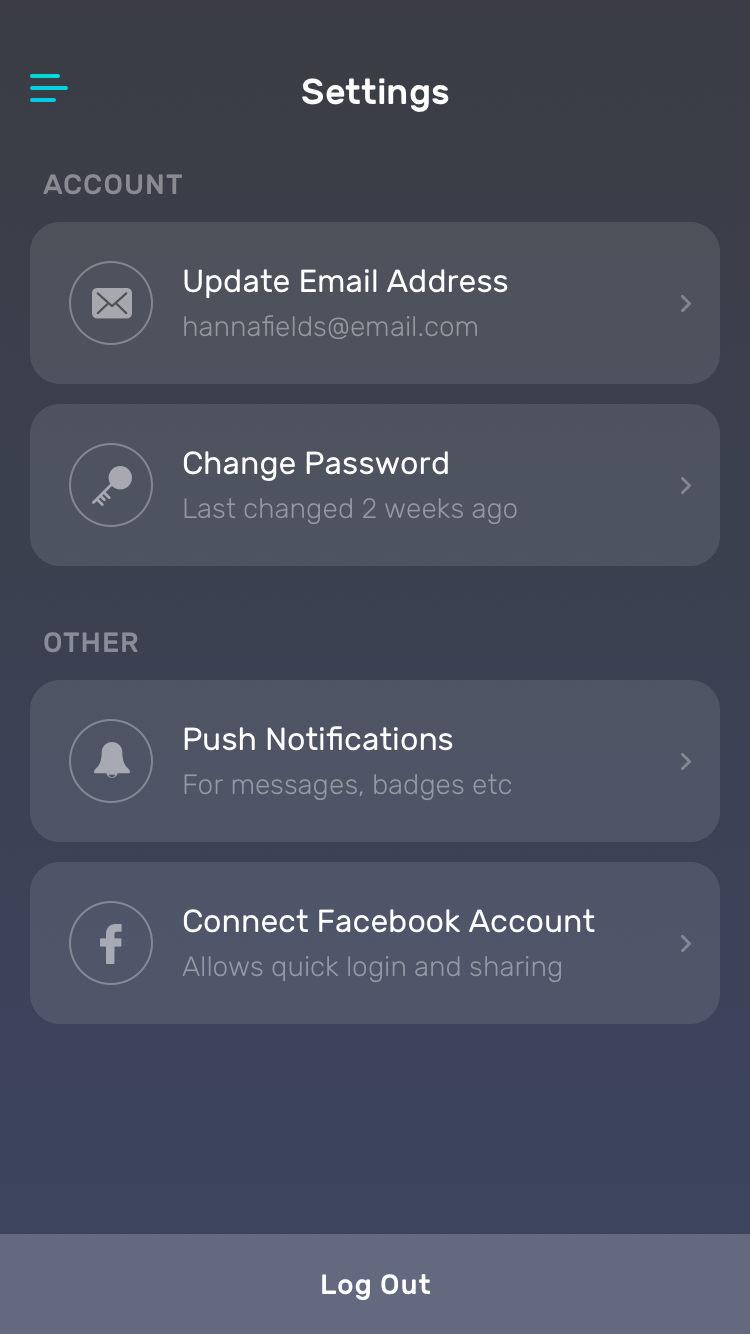 Settings
ACCOUNT
Update Email Address
hannafields@email.com
Change Password
Last changed 2 weeks ago
OTHER
Push Notifications
For messages, badges etc
Connect Facebook Account
Allows quick login and sharing
Log Out